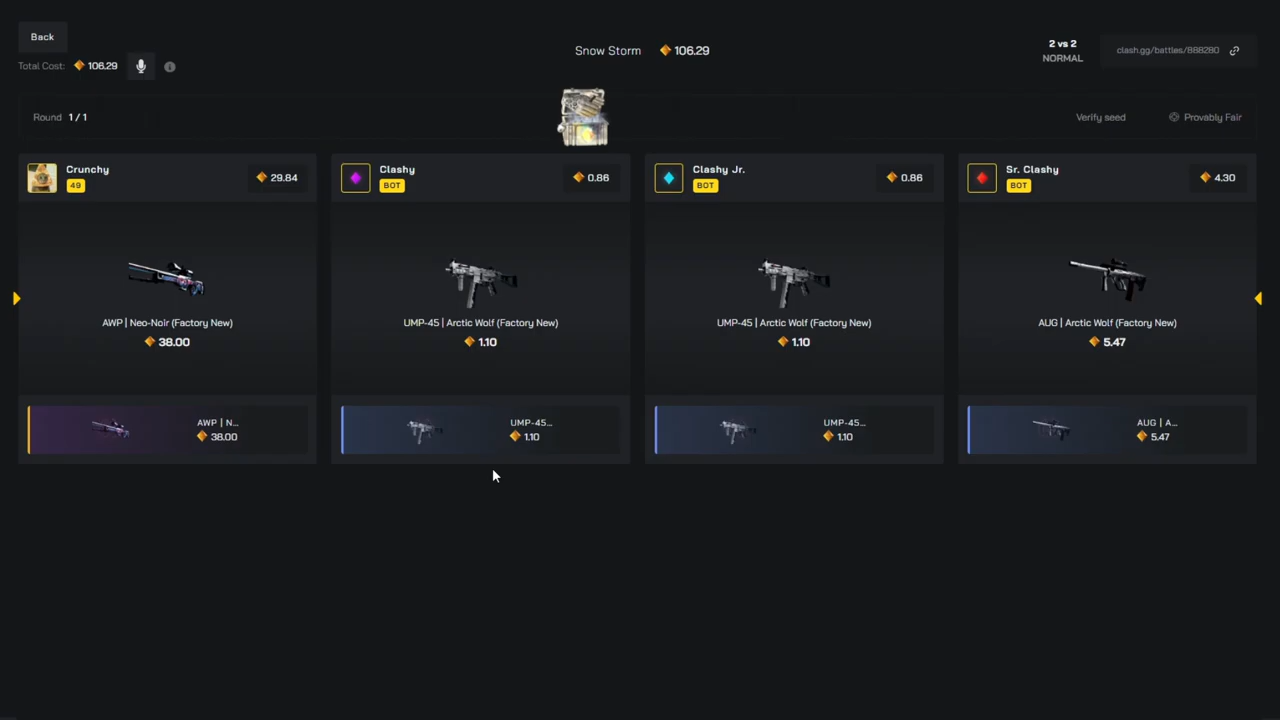 Back
Total Cost: 106.29
Snow Storm 106.29
2 vs 2
NORMAL
clash.gg/battles/888280
Round 1 / 1
Verify seed
Provably Fair
Crunchy
49
29.84
AWP | Neo-Noir (Factory New)
38.00
AWP | N...
38.00
Clashy
BOT
0.86
UMP-45 | Arctic Wolf (Factory New)
1.10
UMP-45...
1.10
Clashy Jr.
BOT
0.86
UMP-45 | Arctic Wolf (Factory New)
1.10
UMP-45...
1.10
Sr. Clashy
BOT
4.30
AUG | Arctic Wolf (Factory New)
5.47
AUG | A...
5.47